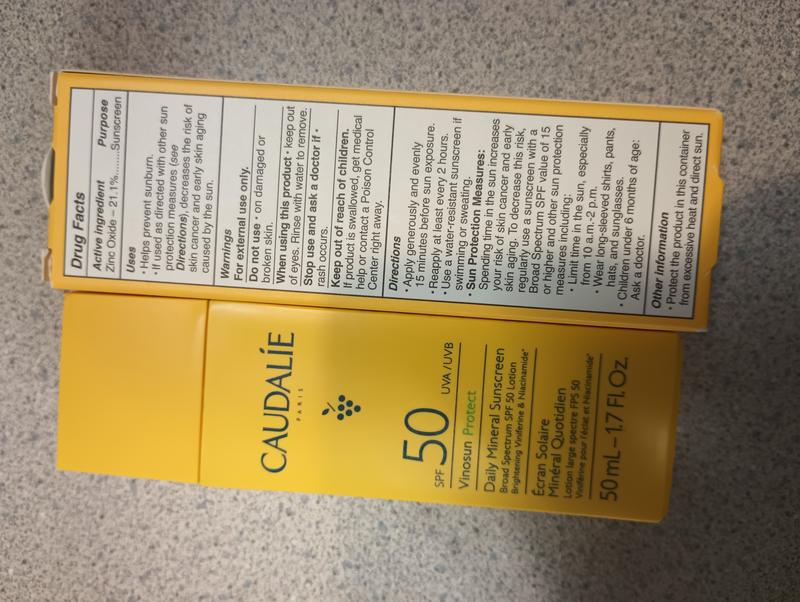 Drug Facts
Active ingredient Purpose
Zinc Oxide – 21.1%........Sunscreen
Uses
• Helps prevent sunburn.
• If used as directed with other sun
protection measures (see
Directions), decreases the risk of
skin cancer and early skin aging
caused by the sun.
Warnings
For external use only.
Do not use • on damaged or
broken skin.
When using this product • keep out
of eyes. Rinse with water to remove.
Stop use and ask a doctor if •
rash occurs.
Keep out of reach of children.
If product is swallowed, get medical
help or contact a Poison Control
Center right away.
Directions
• Apply generously and evenly
15 minutes before sun exposure.
• Reapply at least every 2 hours.
• Use a water-resistant sunscreen if
swimming or sweating.
• Sun Protection Measures:
Spending time in the sun increases
your risk of skin cancer and early
skin aging. To decrease this risk,
regularly use a sunscreen with a
Broad Spectrum SPF value of 15
or higher and other sun protection
measures including:
• Limit time in the sun, especially
from 10 a.m.-2 p.m.
• Wear long-sleeved shirts, pants,
hats, and sunglasses.
• Children under 6 months of age:
Ask a doctor.
Other information
• Protect the product in this container
from excessive heat and direct sun.
CAUDALÍE
PARIS
SPF 50 UVA/UVB
Vinosun Protect
Daily Mineral Sunscreen
Broad Spectrum SPF 50 Lotion
Brightening Viniferine & Niacinamide*
Écran Solaire
Minéral Quotidien
Lotion large spectre FPS 50
Viniférine pour l'éclat et Niacinamide*
50 mL – 1.7 Fl. Oz.